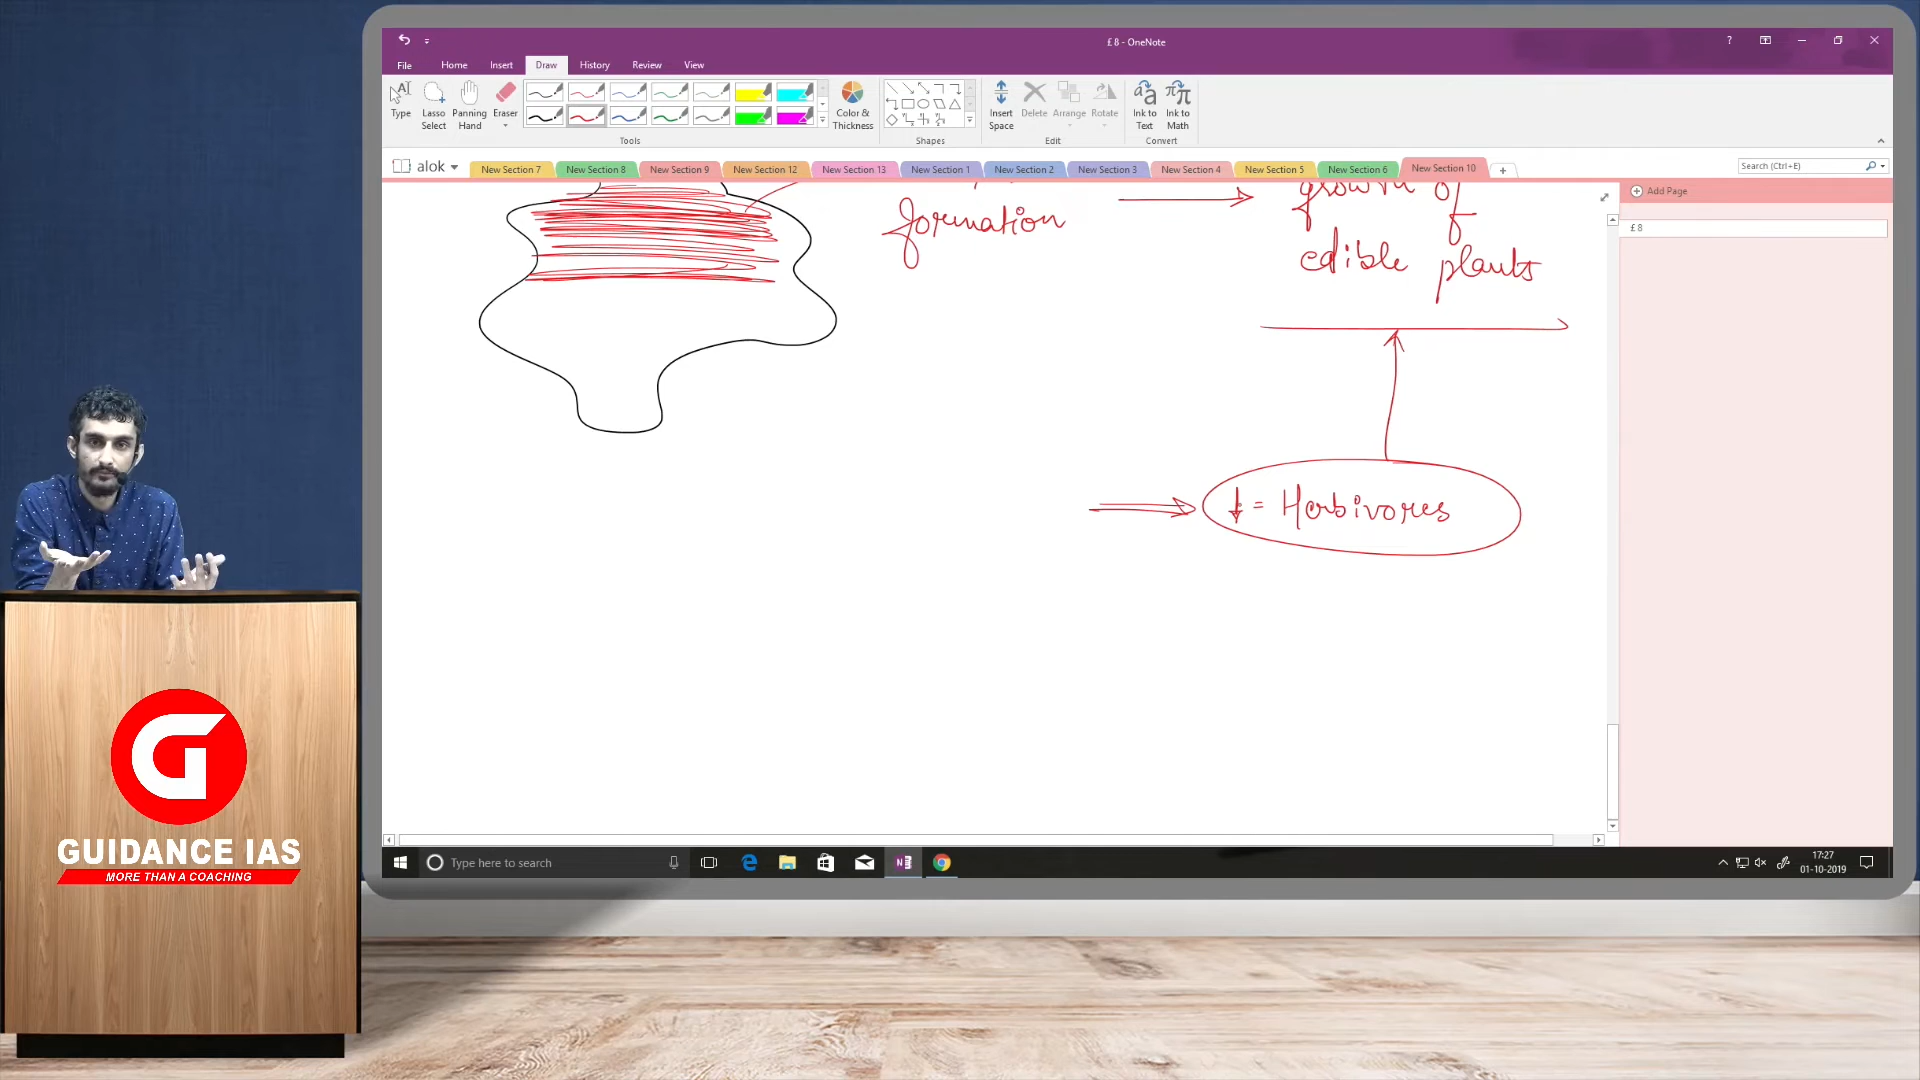 £ 8 - OneNote
?
File
Home
Insert
Draw
History
Review
View
Type
Lasso Select
Panning Hand
Eraser
Color & Thickness
Insert Space
Delete
Arrange
Rotate
Ink to Text
Ink to Math
Tools
Shapes
Edit
Convert
alok
New Section 7
New Section 8
New Section 9
New Section 12
New Section 13
New Section 1
New Section 2
New Section 3
New Section 4
New Section 5
New Section 6
New Section 10
Search (Ctrl+E)
Add Page
£ 8
growth of
formation
edible plants
↓ = Herbivores
G
GUIDANCE IAS
MORE THAN A COACHING
Type here to search
17:27
01-10-2019